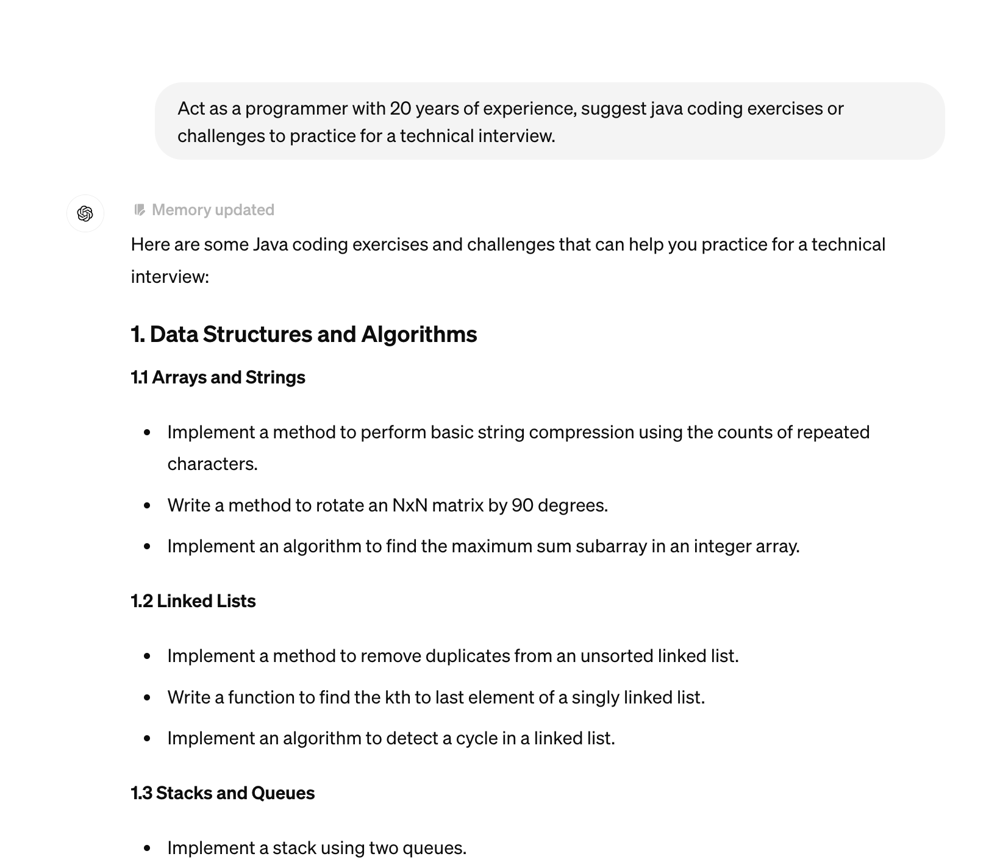 Act as a programmer with 20 years of experience, suggest java coding exercises or
challenges to practice for a technical interview.
Memory updated
Here are some Java coding exercises and challenges that can help you practice for a technical
interview:
1. Data Structures and Algorithms
1.1 Arrays and Strings
• Implement a method to perform basic string compression using the counts of repeated
characters.
• Write a method to rotate an NxN matrix by 90 degrees.
• Implement an algorithm to find the maximum sum subarray in an integer array.
1.2 Linked Lists
• Implement a method to remove duplicates from an unsorted linked list.
• Write a function to find the kth to last element of a singly linked list.
• Implement an algorithm to detect a cycle in a linked list.
1.3 Stacks and Queues
• Implement a stack using two queues.